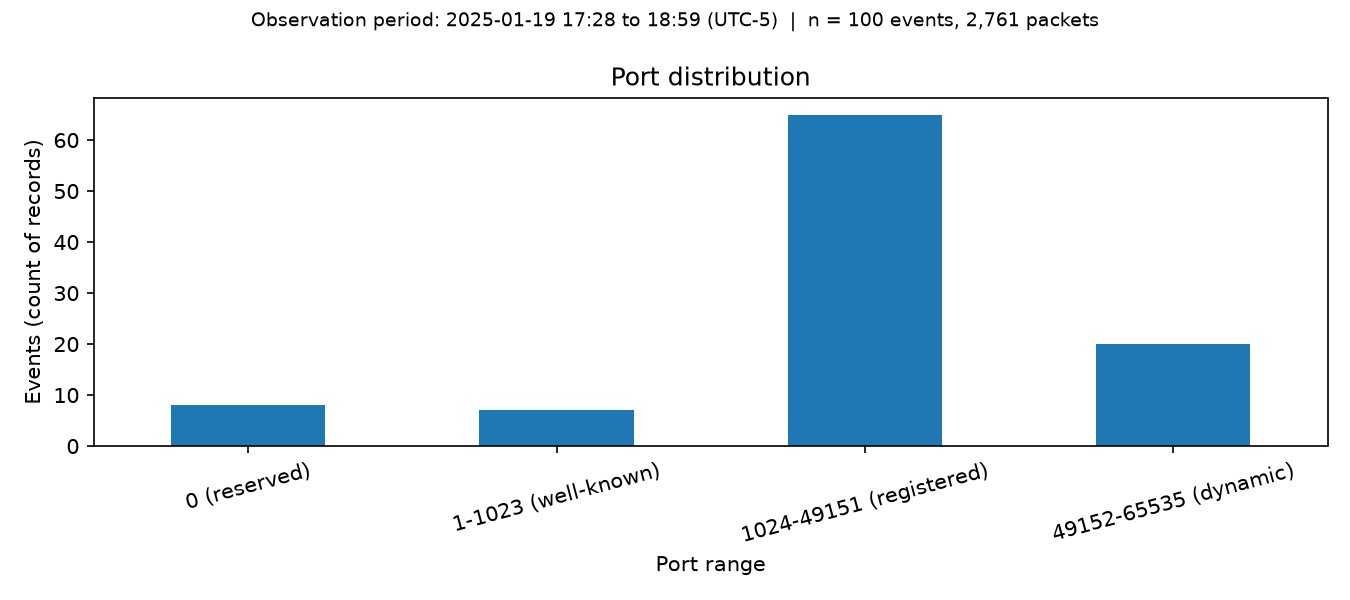 Observation period: 2025-01-19 17:28 to 18:59 (UTC-5)  |  n = 100 events, 2,761 packets
Port distribution
Events (count of records)
60
50
40
30
20
10
0
0 (reserved)
1-1023 (well-known)
1024-49151 (registered)
49152-65535 (dynamic)
Port range